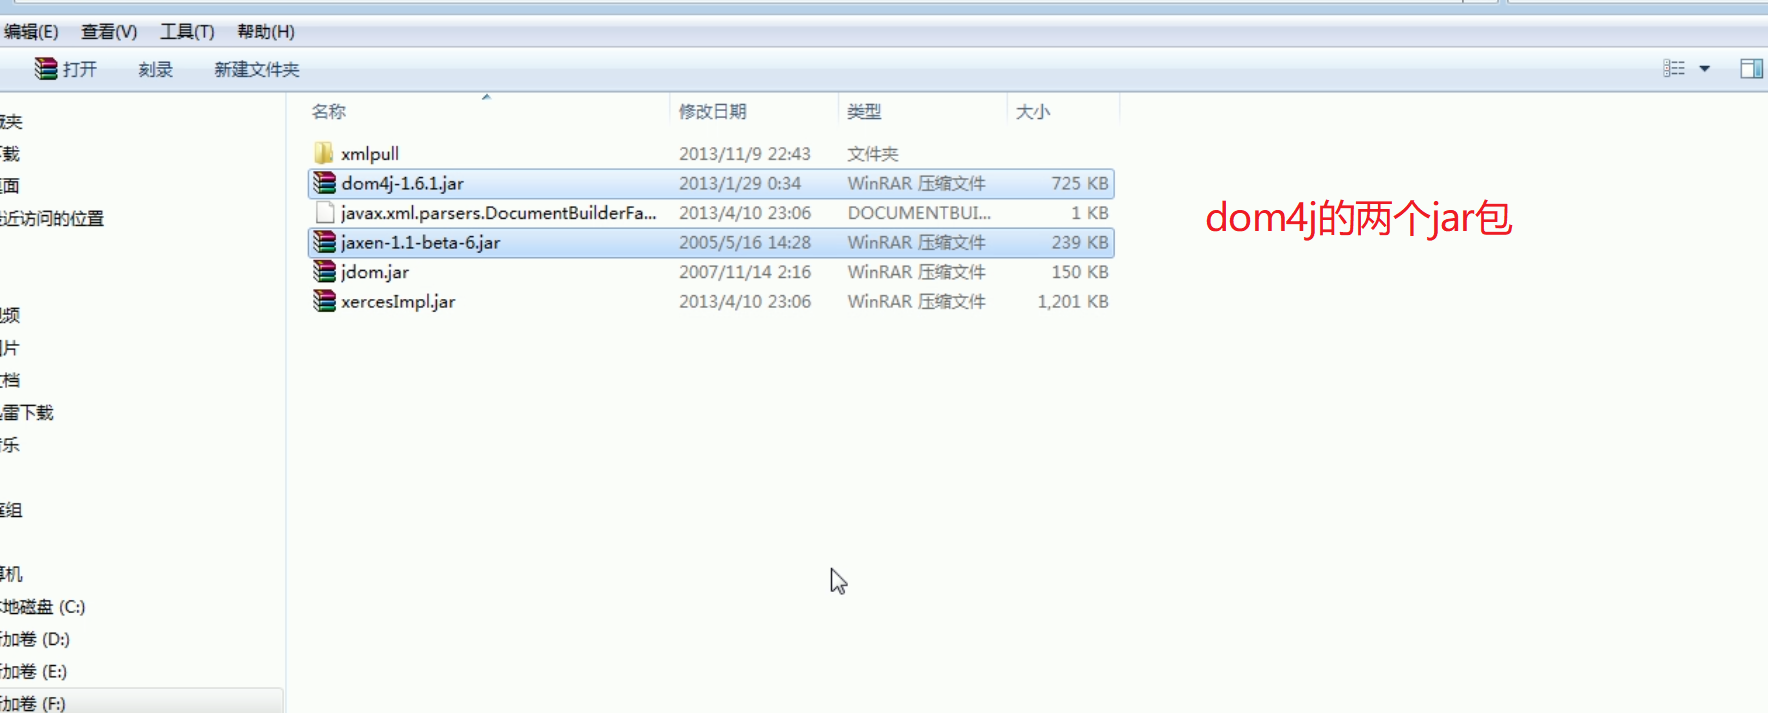 编辑(E) 查看(V) 工具(T) 帮助(H)
打开 刻录 新建文件夹
名称 修改日期 类型 大小
xmlpull 2013/11/9 22:43 文件夹
dom4j-1.6.1.jar 2013/1/29 0:34 WinRAR 压缩文件 725 KB
javax.xml.parsers.DocumentBuilderFa... 2013/4/10 23:06 DOCUMENTBUI... 1 KB
jaxen-1.1-beta-6.jar 2005/5/16 14:28 WinRAR 压缩文件 239 KB
jdom.jar 2007/11/14 2:16 WinRAR 压缩文件 150 KB
xercesImpl.jar 2013/4/10 23:06 WinRAR 压缩文件 1,201 KB
dom4j的两个jar包
夹
载
面
近访问的位置
频
片
档
雷下载
乐
组
机
地磁盘 (C:)
加卷 (D:)
加卷 (E:)
加卷 (F:)